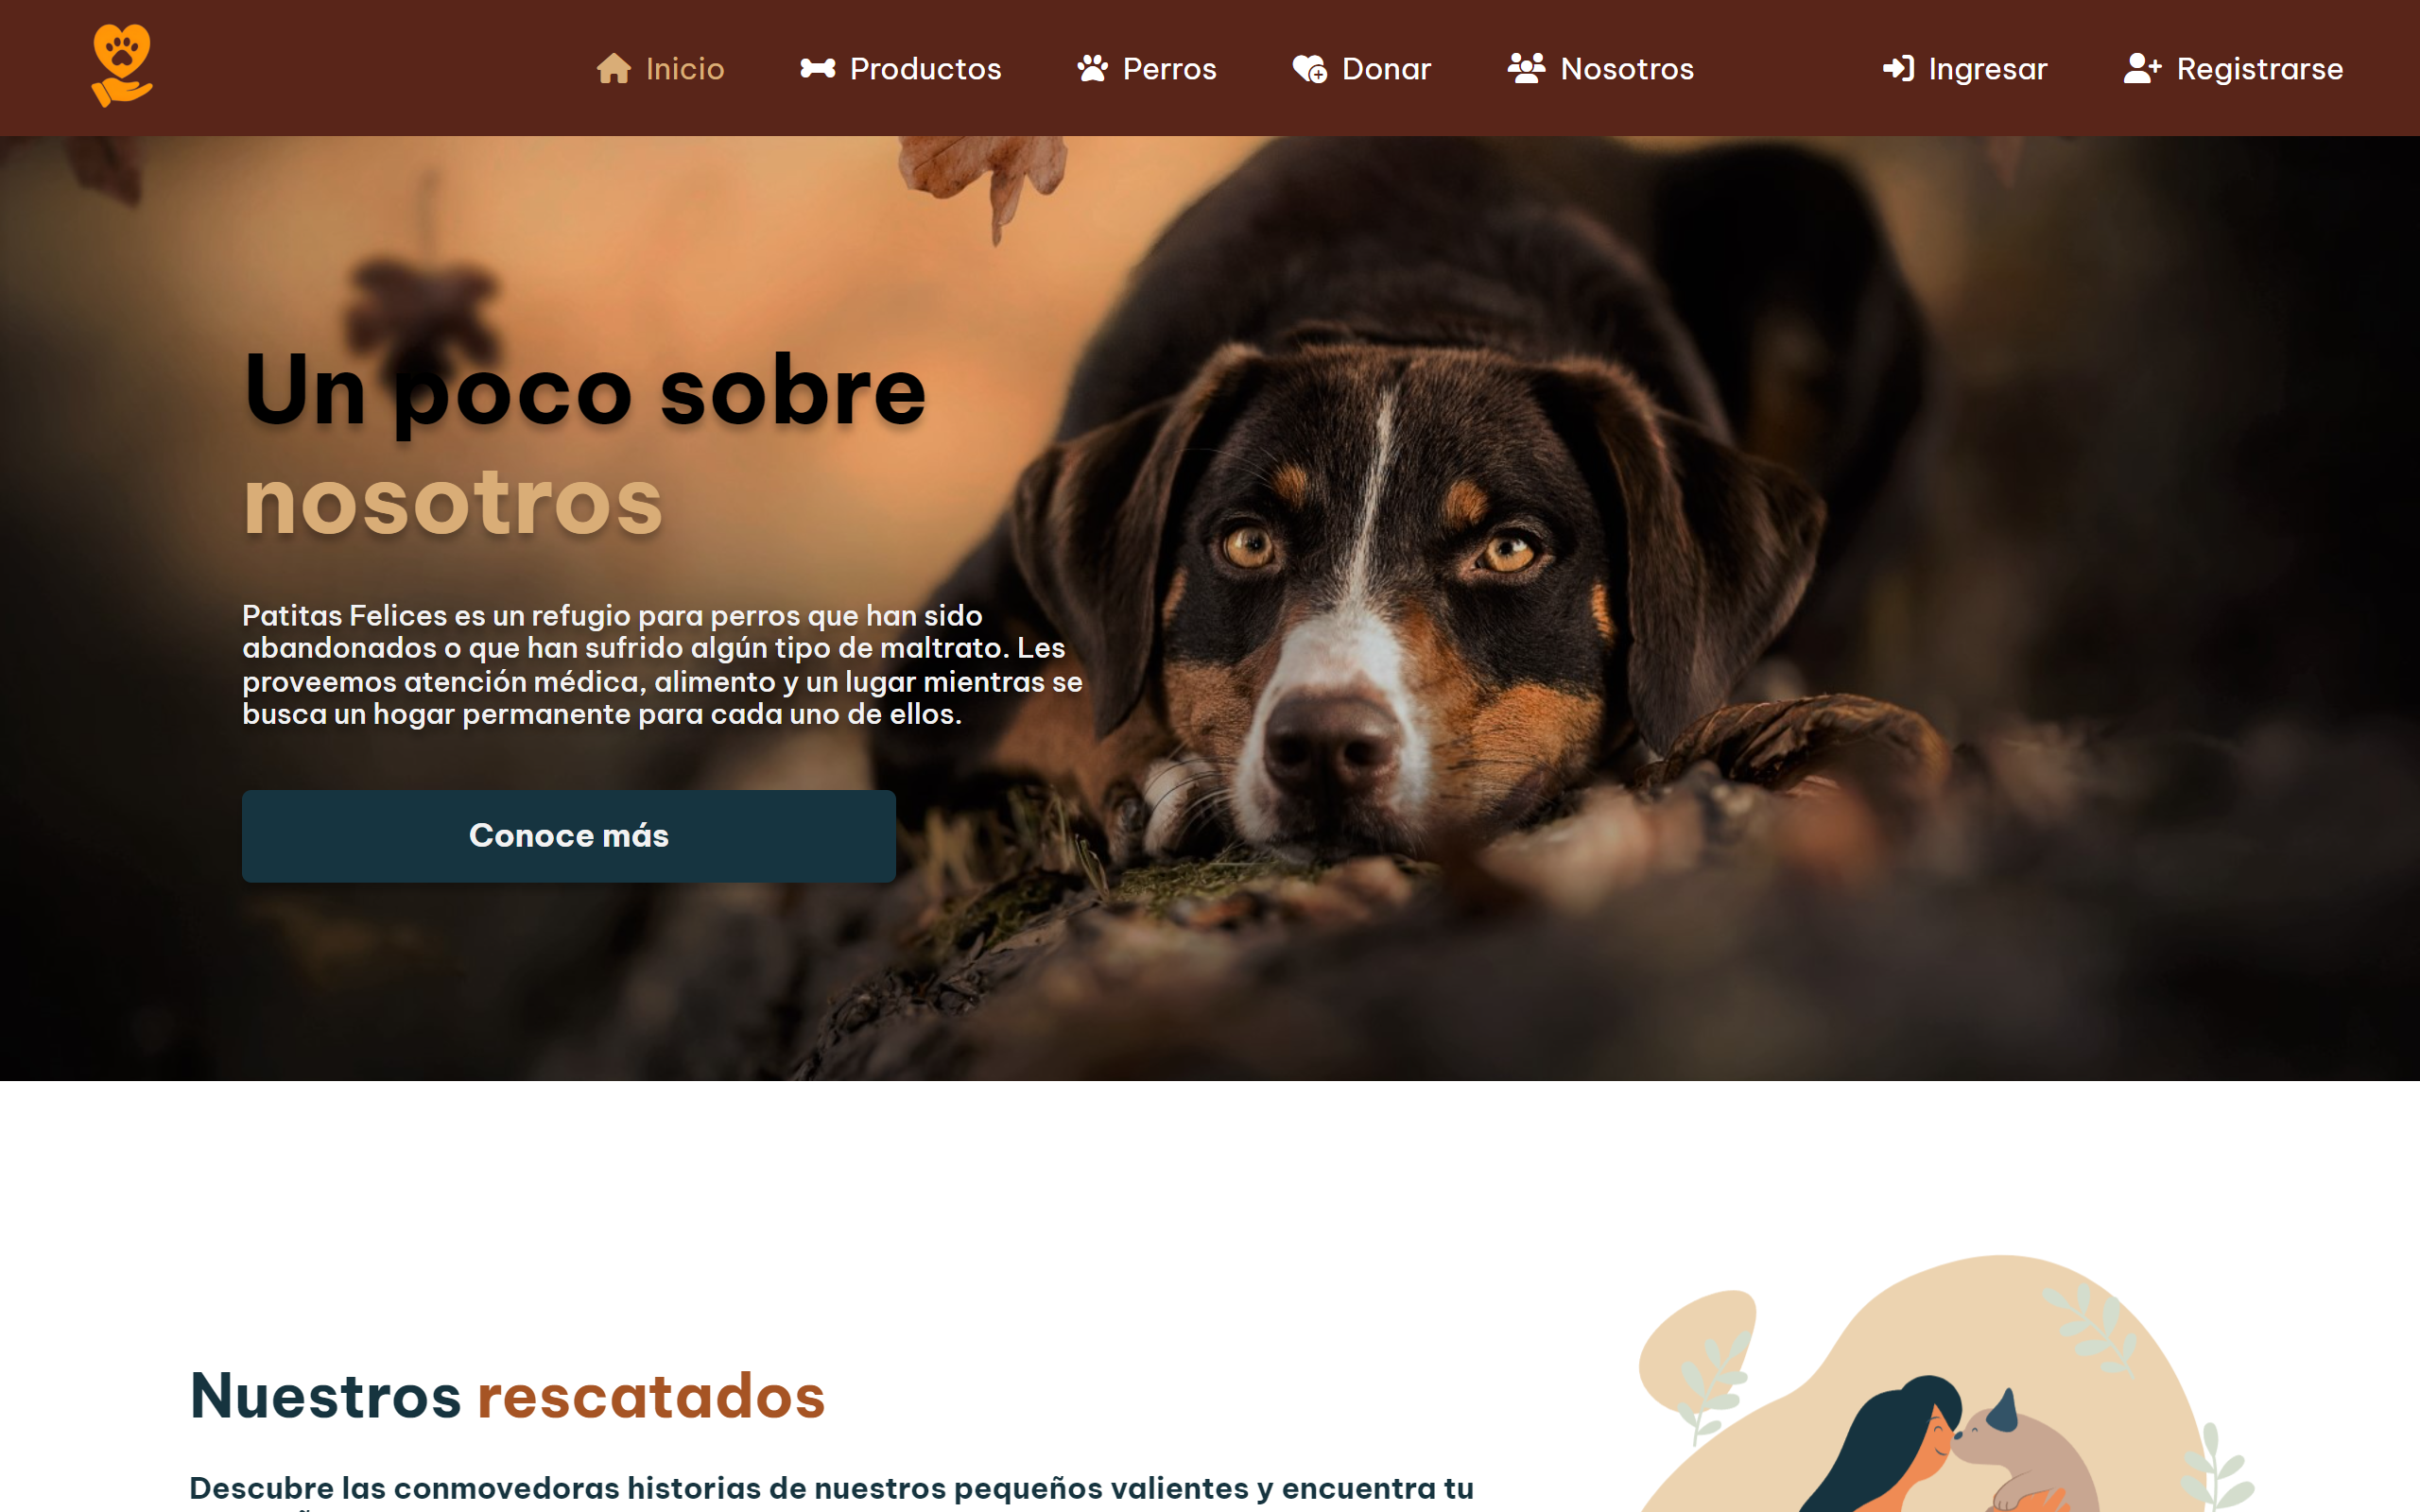 Inicio
Productos
Perros
Donar
Nosotros
Ingresar
Registrarse
Un poco sobre
nosotros
Patitas Felices es un refugio para perros que han sido
abandonados o que han sufrido algún tipo de maltrato. Les
proveemos atención médica, alimento y un lugar mientras se
busca un hogar permanente para cada uno de ellos.
Conoce más
Nuestros rescatados
Descubre las conmovedoras historias de nuestros pequeños valientes y encuentra tu